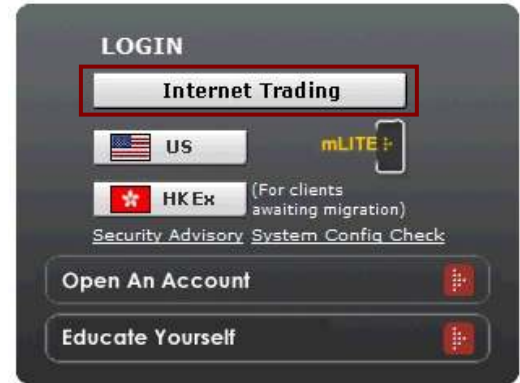 LOGIN
Internet Trading
US
mLITE
HKEx
(For clients
awaiting migration)
Security Advisory System Config Check
Open An Account
Educate Yourself